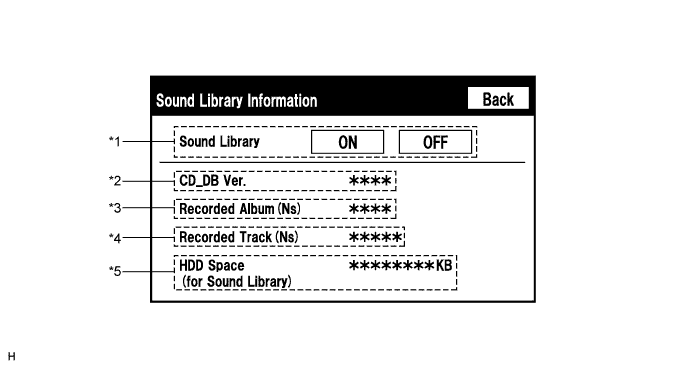 Sound Library Information Back
*1 Sound Library ON OFF
*2 CD_DB Ver. ****
*3 Recorded Album (Ns) ****
*4 Recorded Track (Ns) *****
*5 HDD Space ********KB
(for Sound Library)
H